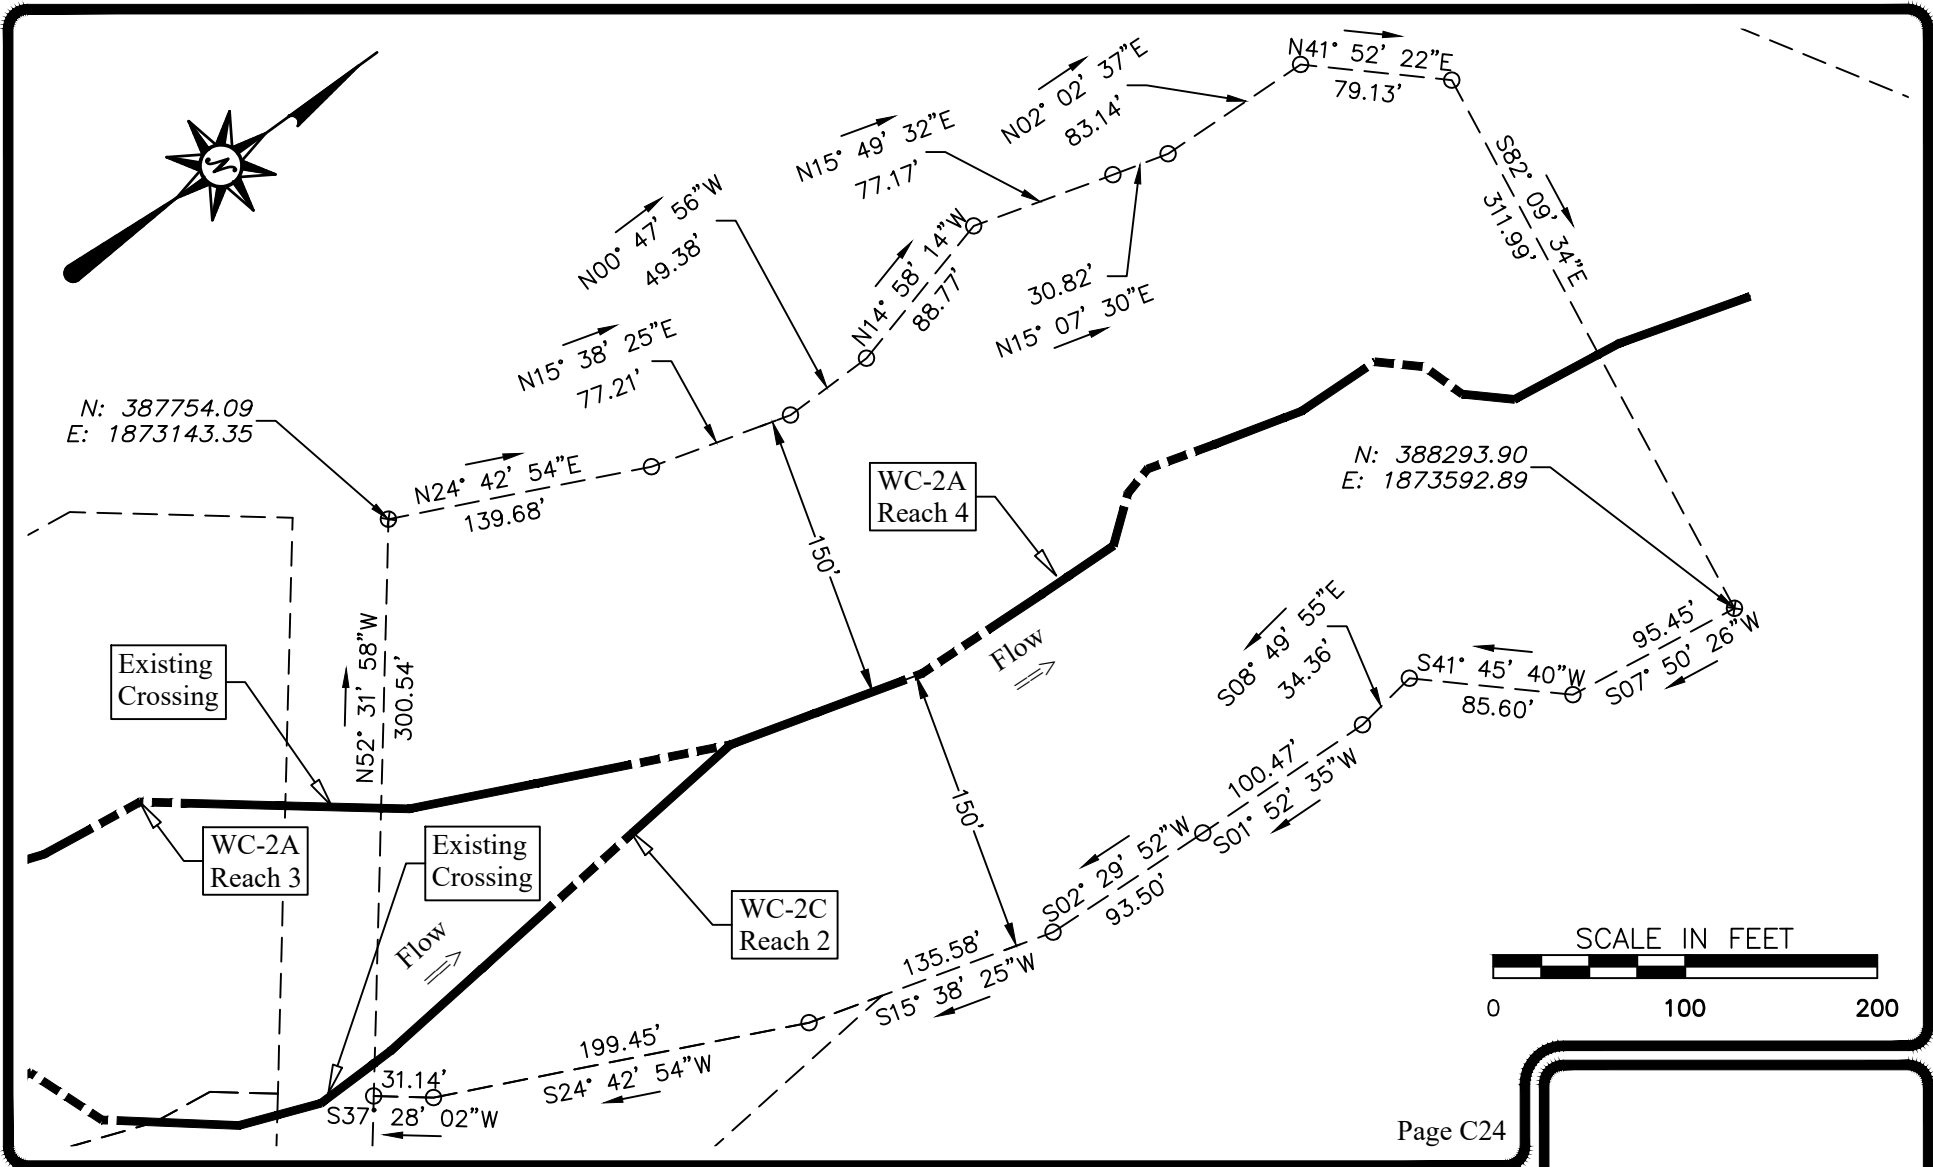 N41° 52' 22"E
79.13'
N02° 02' 37"E
83.14'
N15° 49' 32"E
77.17'
N
N00° 47' 56"W
49.38'
N14° 58' 14"W
88.77'
30.82'
N15° 07' 30"E
S82° 09' 34"E
311.99'
N15° 38' 25"E
77.21'
N: 387754.09
E: 1873143.35
N24° 42' 54"E
139.68'
WC-2A
Reach 4
N: 388293.90
E: 1873592.89
150'
Flow
S08° 49' 55"E
34.36'
95.45'
S07° 50' 26"W
S41° 45' 40"W
85.60'
Existing
Crossing
N52° 31' 58"W
300.54'
100.47'
S01° 52' 35"W
150'
WC-2A
Reach 3
Existing
Crossing
S02° 29' 52"W
93.50'
WC-2C
Reach 2
Flow
135.58'
S15° 38' 25"W
199.45'
S24° 42' 54"W
31.14'
S37° 28' 02"W
SCALE IN FEET
0 100 200
Page C24